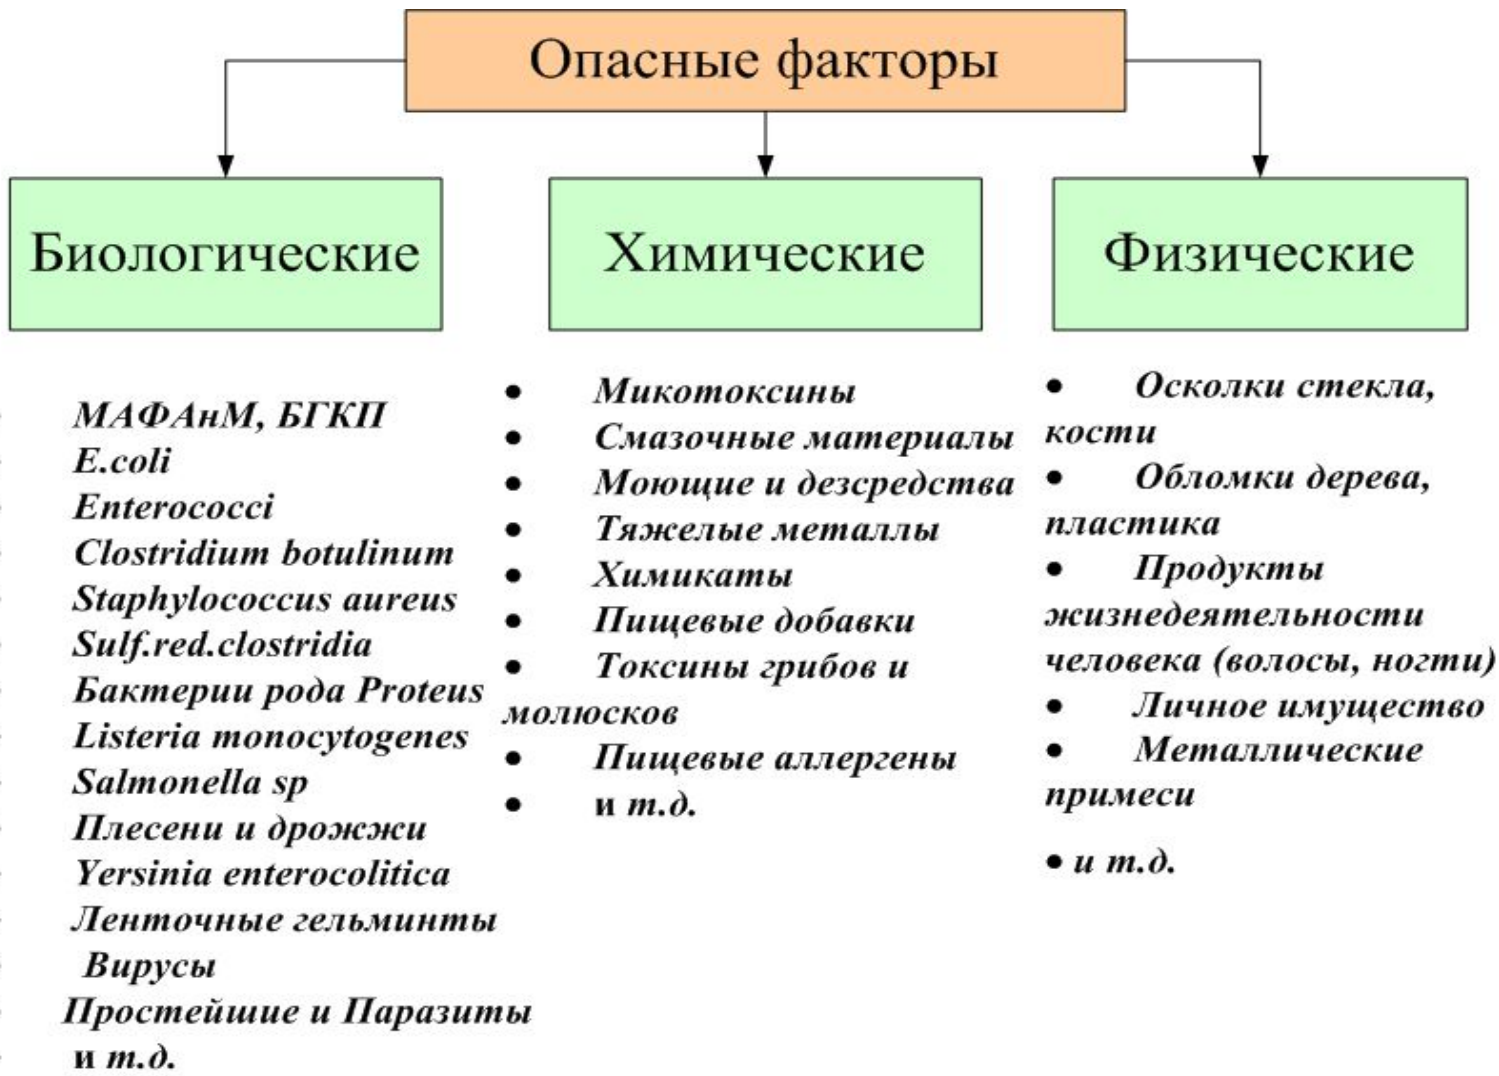 Опасные факторы
Биологические
МАФАнМ, БГКП
E.coli
Enterococci
Clostridium botulinum
Staphylococcus aureus
Sulf.red.clostridia
Бактерии рода Proteus
Listeria monocytogenes
Salmonella sp
Плесени и дрожжи
Yersinia enterocolitica
Ленточные гельминты
Вирусы
Простейшие и Паразиты
и т.д.
Химические
• Микотоксины
• Смазочные материалы
• Моющие и дезсредства
• Тяжелые металлы
• Химикаты
• Пищевые добавки
• Токсины грибов и
молюсков
• Пищевые аллергены
• и т.д.
Физические
• Осколки стекла,
кости
• Обломки дерева,
пластика
• Продукты
жизнедеятельности
человека (волосы, ногти)
• Личное имущество
• Металлические
примеси
• и т.д.